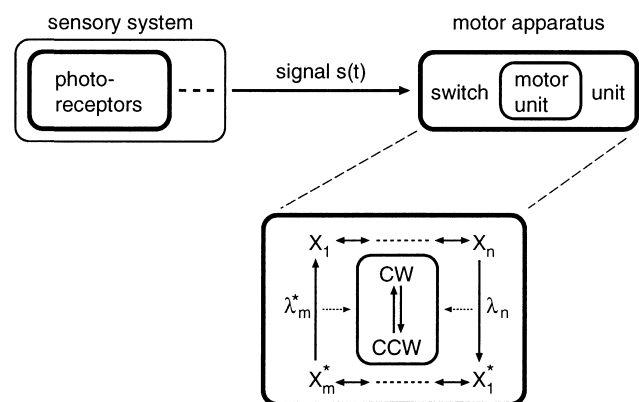 sensory system
motor apparatus
photo-
receptors
signal s(t)
switch
motor
unit
unit
X₁
Xₙ
CW
λ*ₘ
λₙ
CCW
X*ₘ
X*₁